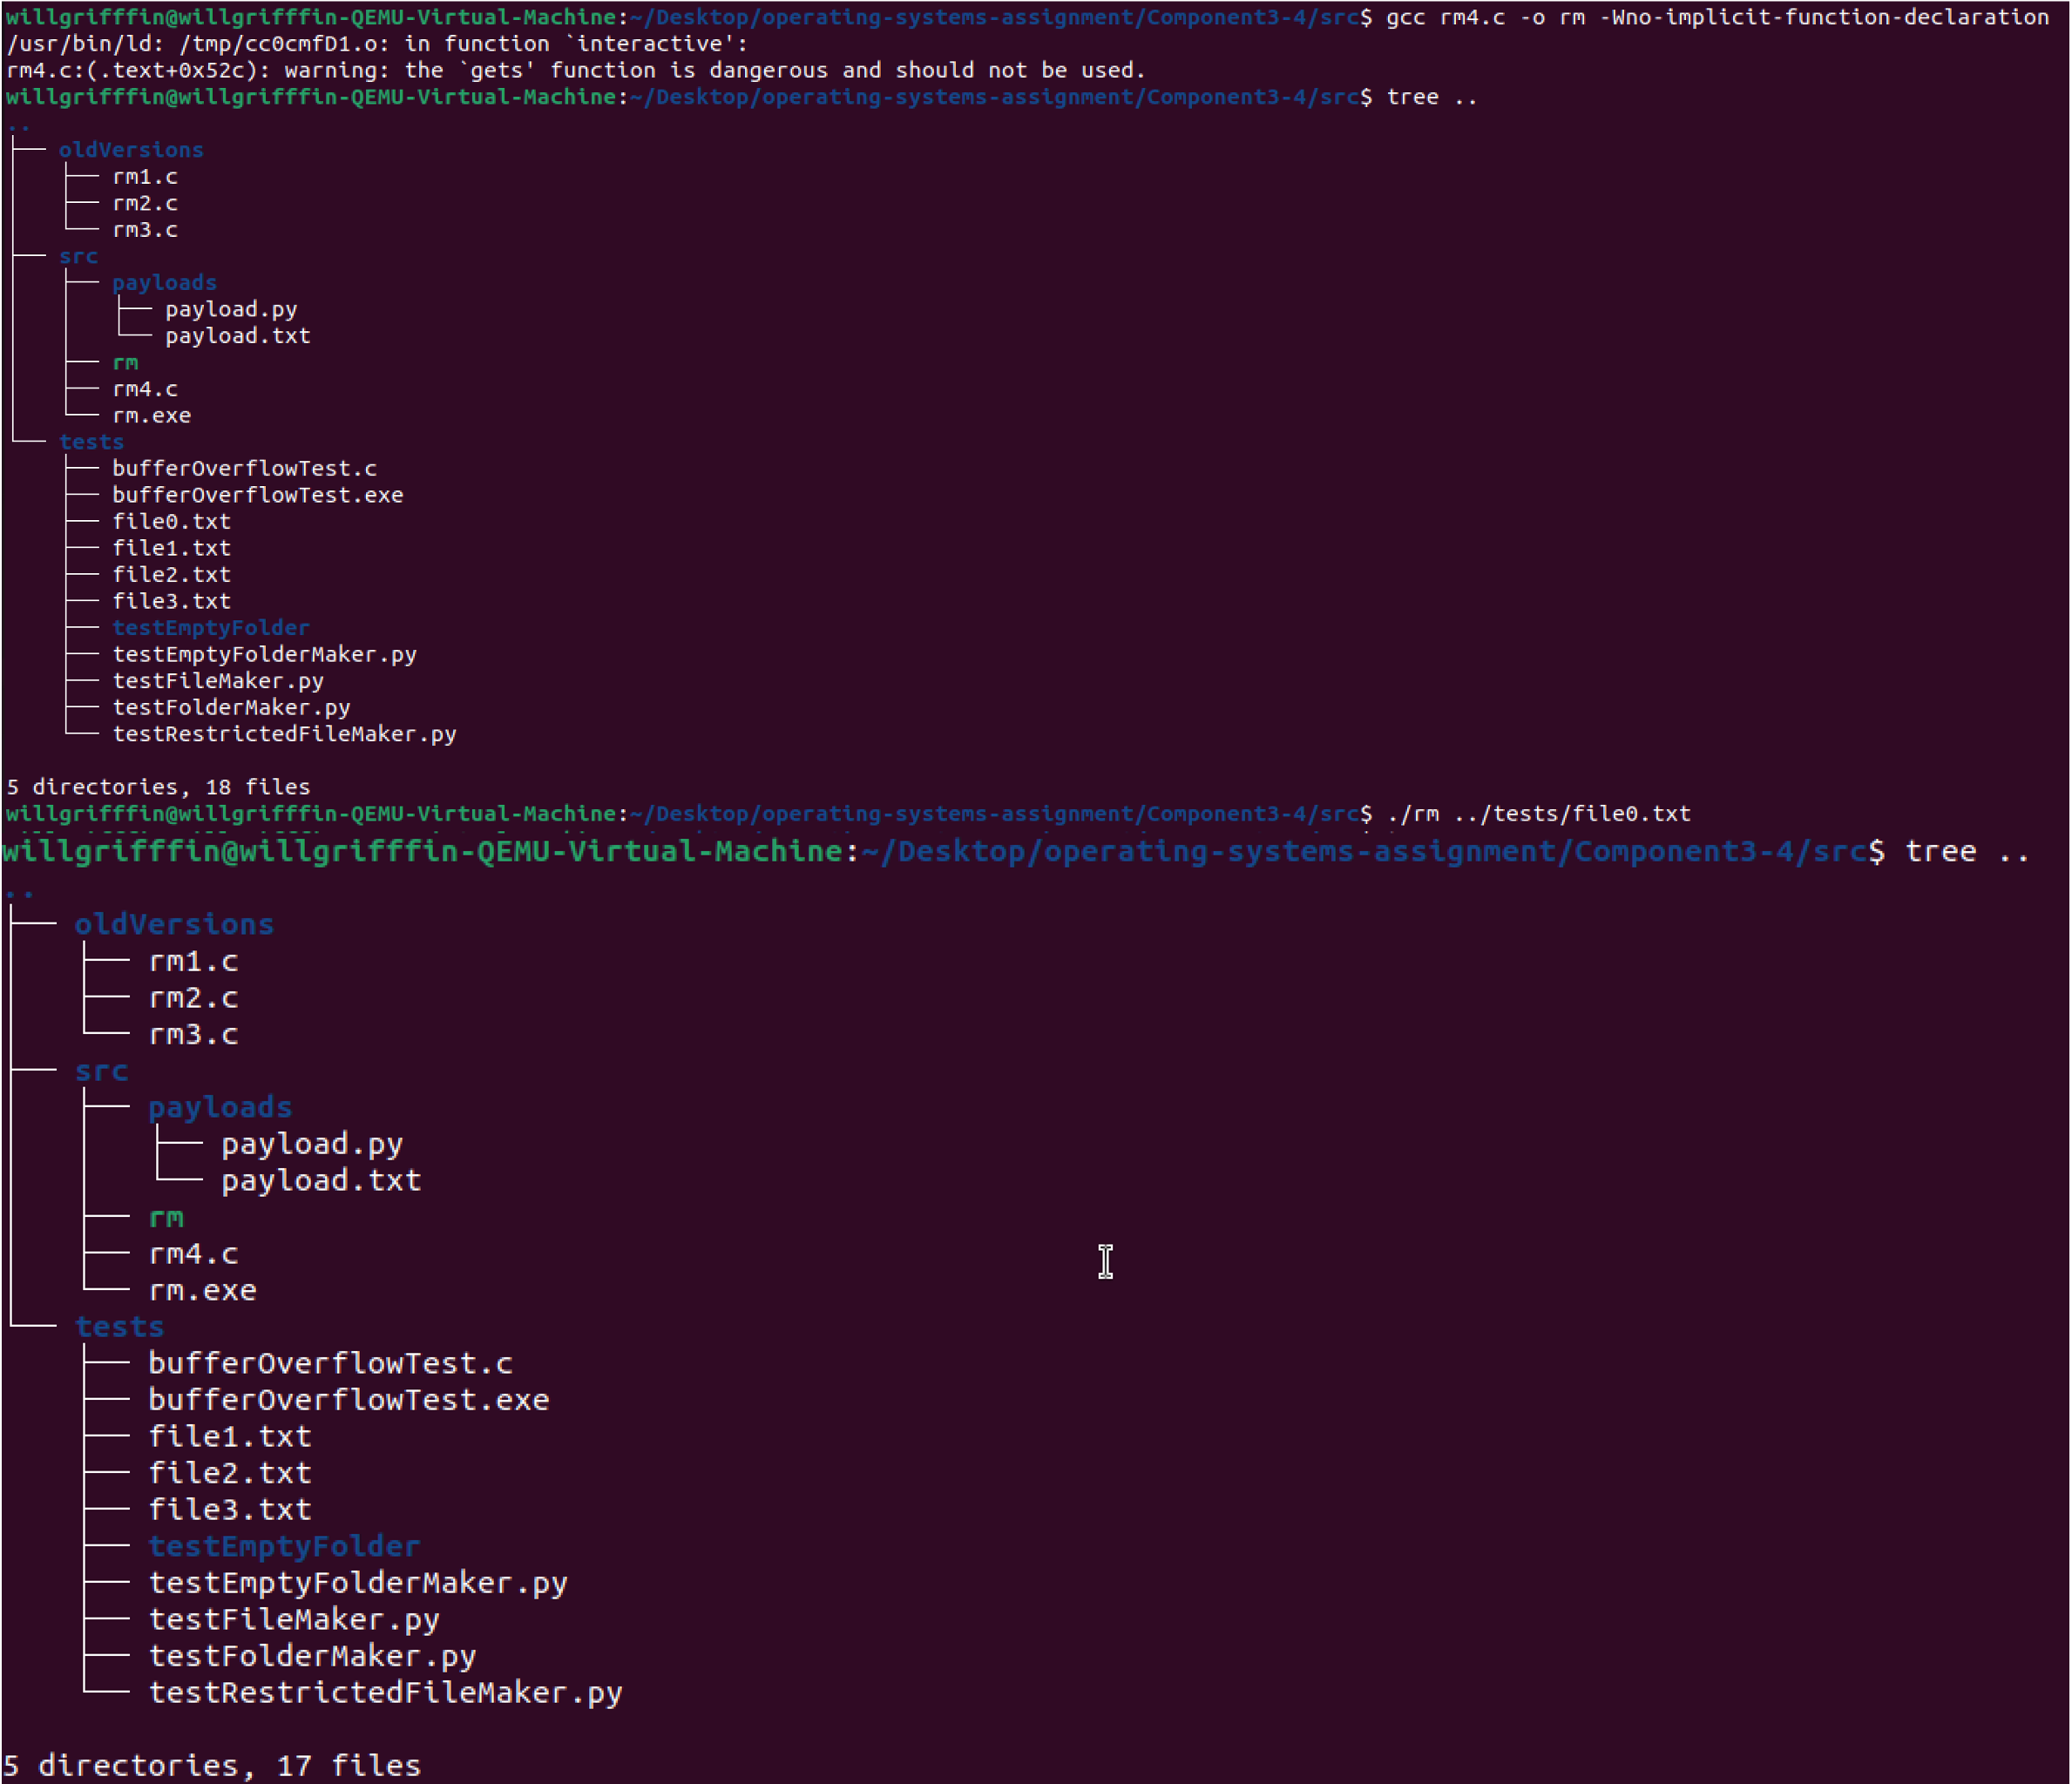 willgrifffin@willgrifffin-QEMU-Virtual-Machine:~/Desktop/operating-systems-assignment/Component3-4/src$ gcc rm4.c -o rm -Wno-implicit-function-declaration
/usr/bin/ld: /tmp/cc0cmfD1.o: in function `interactive':
rm4.c:(.text+0x52c): warning: the `gets' function is dangerous and should not be used.
willgrifffin@willgrifffin-QEMU-Virtual-Machine:~/Desktop/operating-systems-assignment/Component3-4/src$ tree ..
..
├── oldVersions
│   ├── rm1.c
│   ├── rm2.c
│   └── rm3.c
├── src
│   ├── payloads
│   │   ├── payload.py
│   │   └── payload.txt
│   ├── rm
│   ├── rm4.c
│   └── rm.exe
└── tests
    ├── bufferOverflowTest.c
    ├── bufferOverflowTest.exe
    ├── file0.txt
    ├── file1.txt
    ├── file2.txt
    ├── file3.txt
    ├── testEmptyFolder
    ├── testEmptyFolderMaker.py
    ├── testFileMaker.py
    ├── testFolderMaker.py
    └── testRestrictedFileMaker.py

5 directories, 18 files
willgrifffin@willgrifffin-QEMU-Virtual-Machine:~/Desktop/operating-systems-assignment/Component3-4/src$ ./rm ../tests/file0.txt
willgrifffin@willgrifffin-QEMU-Virtual-Machine:~/Desktop/operating-systems-assignment/Component3-4/src$ tree ..
..
├── oldVersions
│   ├── rm1.c
│   ├── rm2.c
│   └── rm3.c
├── src
│   ├── payloads
│   │   ├── payload.py
│   │   └── payload.txt
│   ├── rm
│   ├── rm4.c
│   └── rm.exe
└── tests
    ├── bufferOverflowTest.c
    ├── bufferOverflowTest.exe
    ├── file1.txt
    ├── file2.txt
    ├── file3.txt
    ├── testEmptyFolder
    ├── testEmptyFolderMaker.py
    ├── testFileMaker.py
    ├── testFolderMaker.py
    └── testRestrictedFileMaker.py

5 directories, 17 files